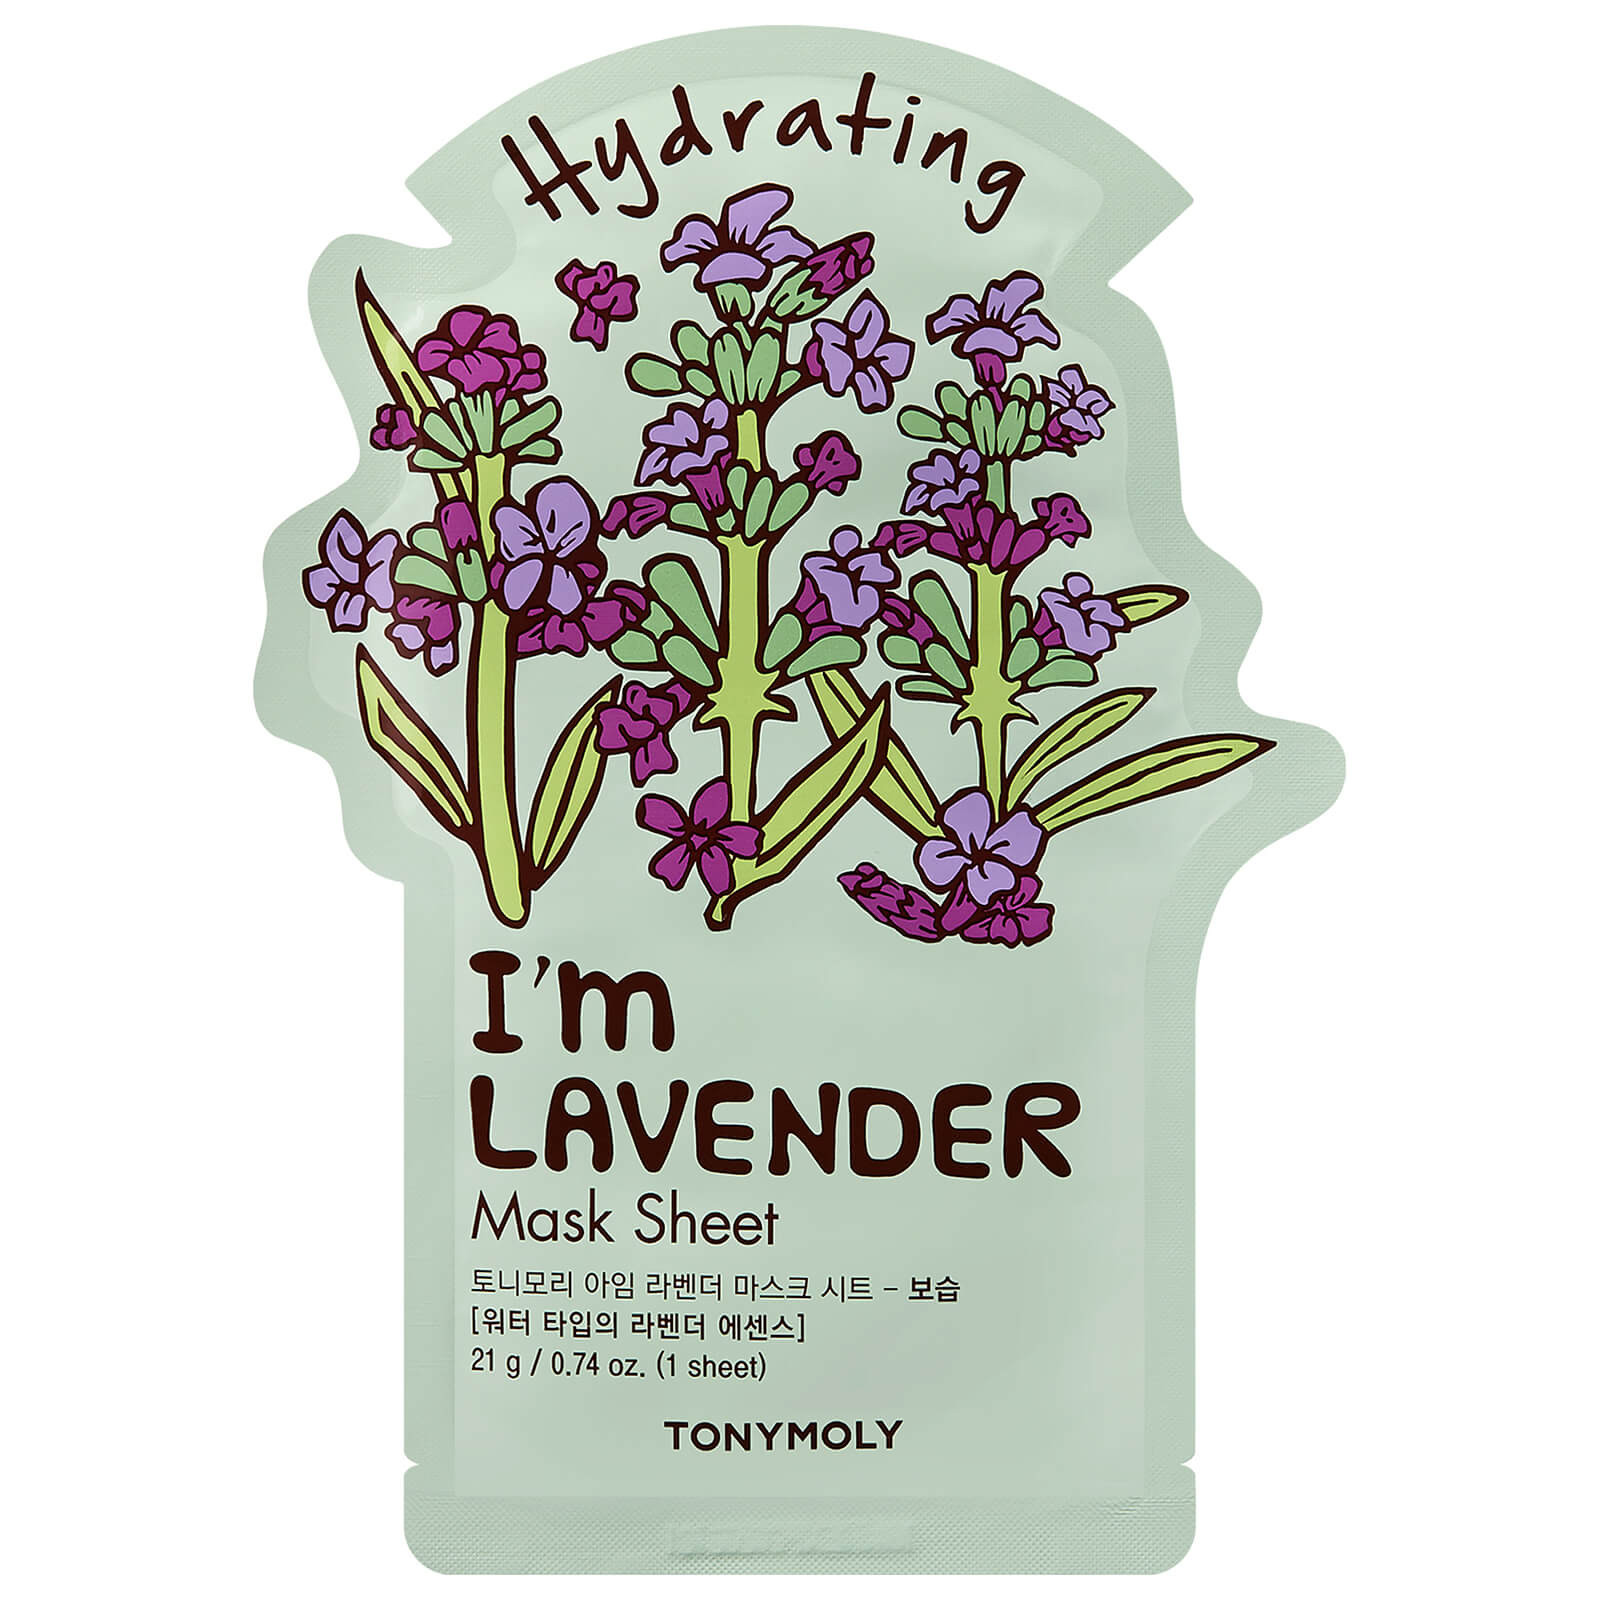 Hydrating
I'm
LAVENDER
Mask Sheet
토니모리 아임 라벤더 마스크 시트 - 보습
[워터 타입의 라벤더 에센스]
21 g / 0.74 oz. (1 sheet)
TONYMOLY